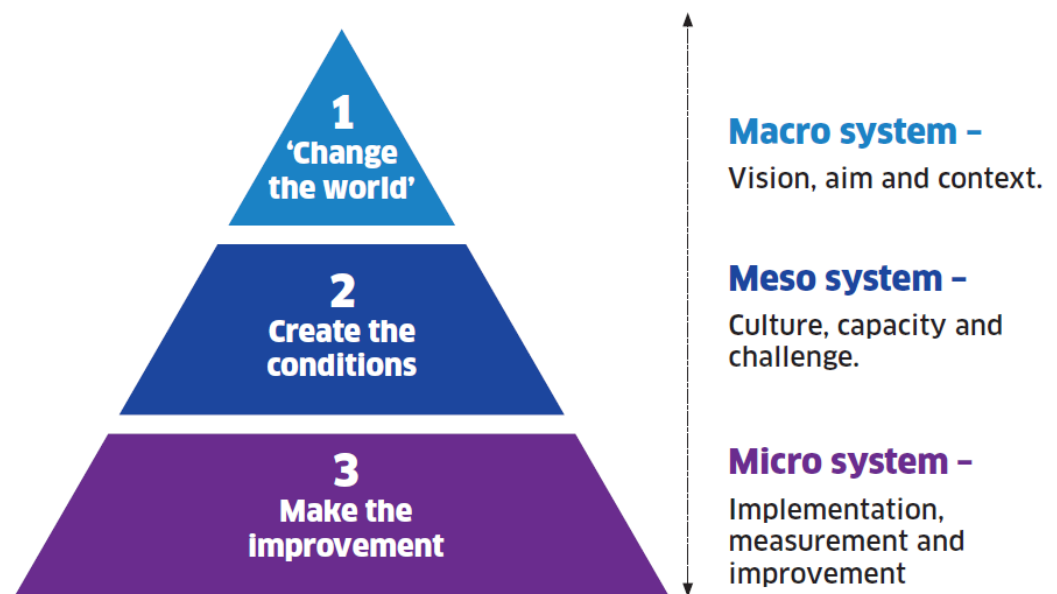 1
‘Change
the world’
Macro system –
Vision, aim and context.
2
Create the
conditions
Meso system –
Culture, capacity and
challenge.
3
Make the
improvement
Micro system –
Implementation,
measurement and
improvement